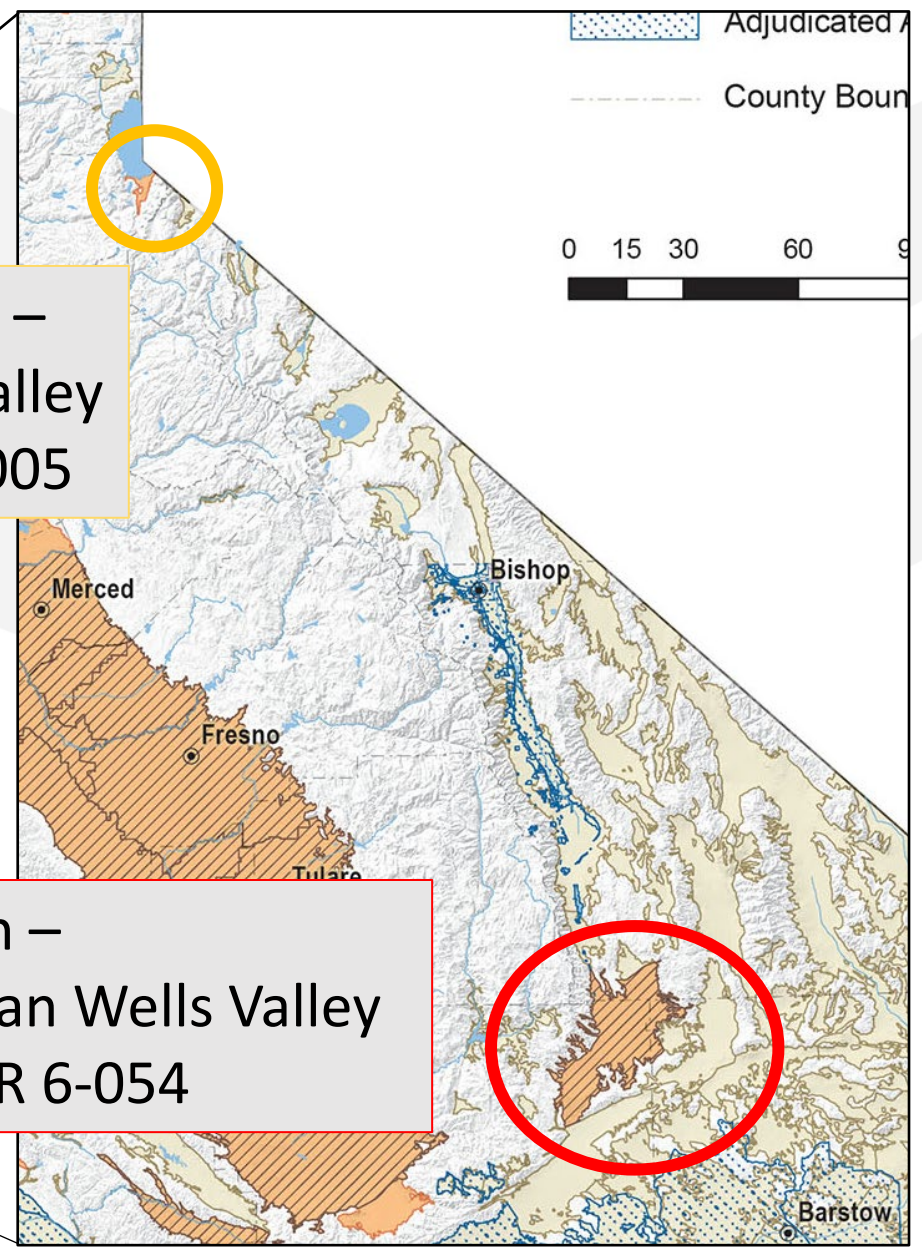 Adjudicated A
County Boun
0 15 30 60 9
–
alley
005
Merced
Bishop
Fresno
Tulare
n –
an Wells Valley
R 6-054
Barstow